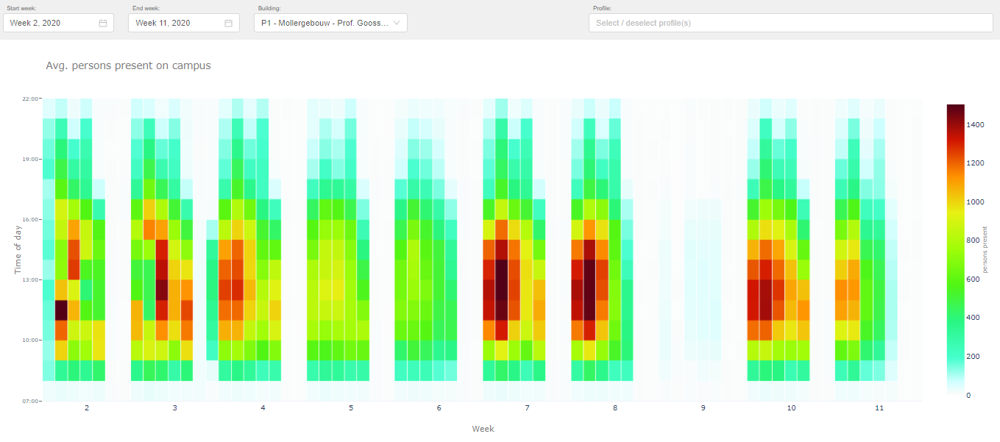 Start week: End week: Building: Profile:
Week 2, 2020 Week 11, 2020 P1 - Mollergebouw - Prof. Gooss... Select / deselect profile(s)
Avg. persons present on campus
22:00
19:00
16:00
13:00
10:00
07:00
Time of day
2 3 4 5 6 7 8 9 10 11
Week
1400
1200
1000
800
600
400
200
0
persons present